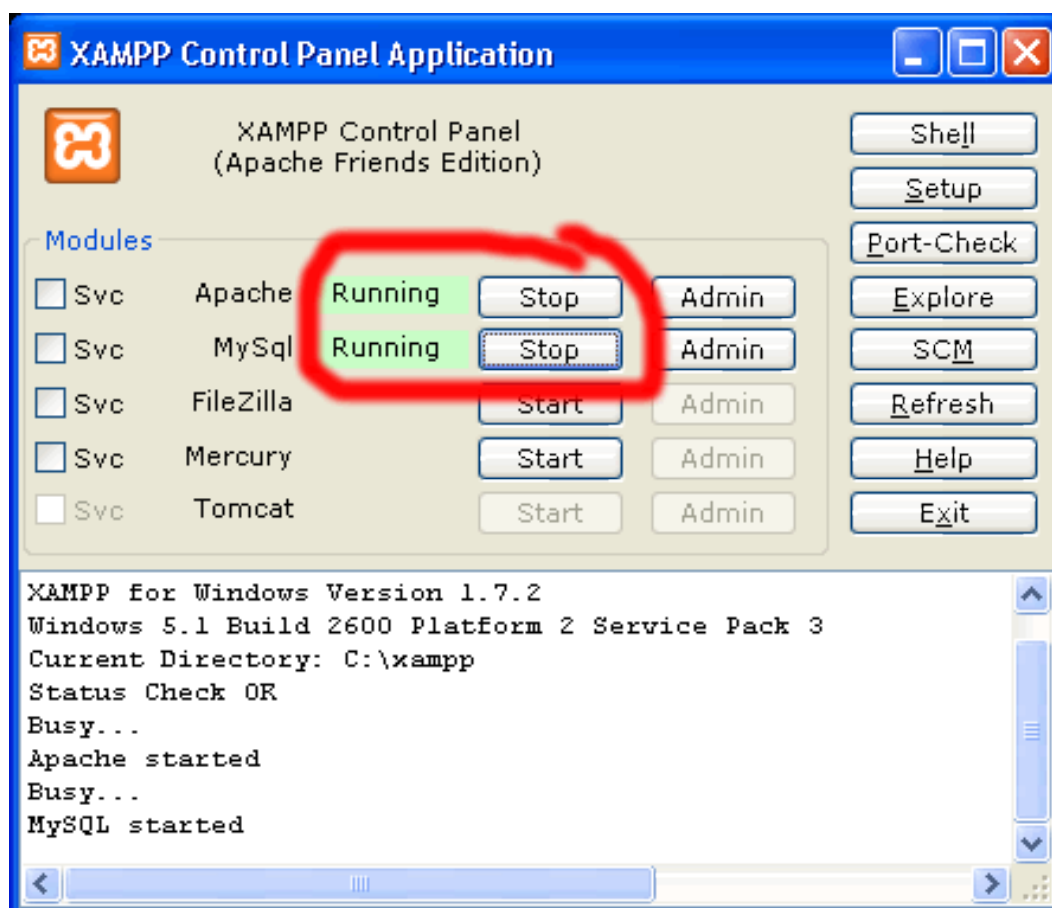 XAMPP Control Panel Application
XAMPP Control Panel
(Apache Friends Edition)
Shell
Setup
Port-Check
Explore
SCM
Refresh
Help
Exit
Modules
Svc Apache Running Stop Admin
Svc MySql Running Stop Admin
Svc FileZilla Start Admin
Svc Mercury Start Admin
Svc Tomcat Start Admin
XAMPP for Windows Version 1.7.2
Windows 5.1 Build 2600 Platform 2 Service Pack 3
Current Directory: C:\xampp
Status Check OK
Busy...
Apache started
Busy...
MySQL started